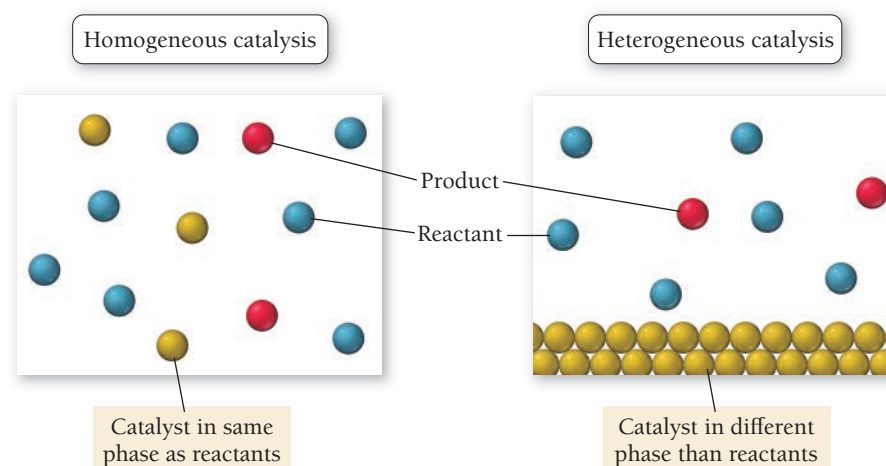 Homogeneous catalysis
Heterogeneous catalysis
Product
Reactant
Catalyst in same
phase as reactants
Catalyst in different
phase than reactants